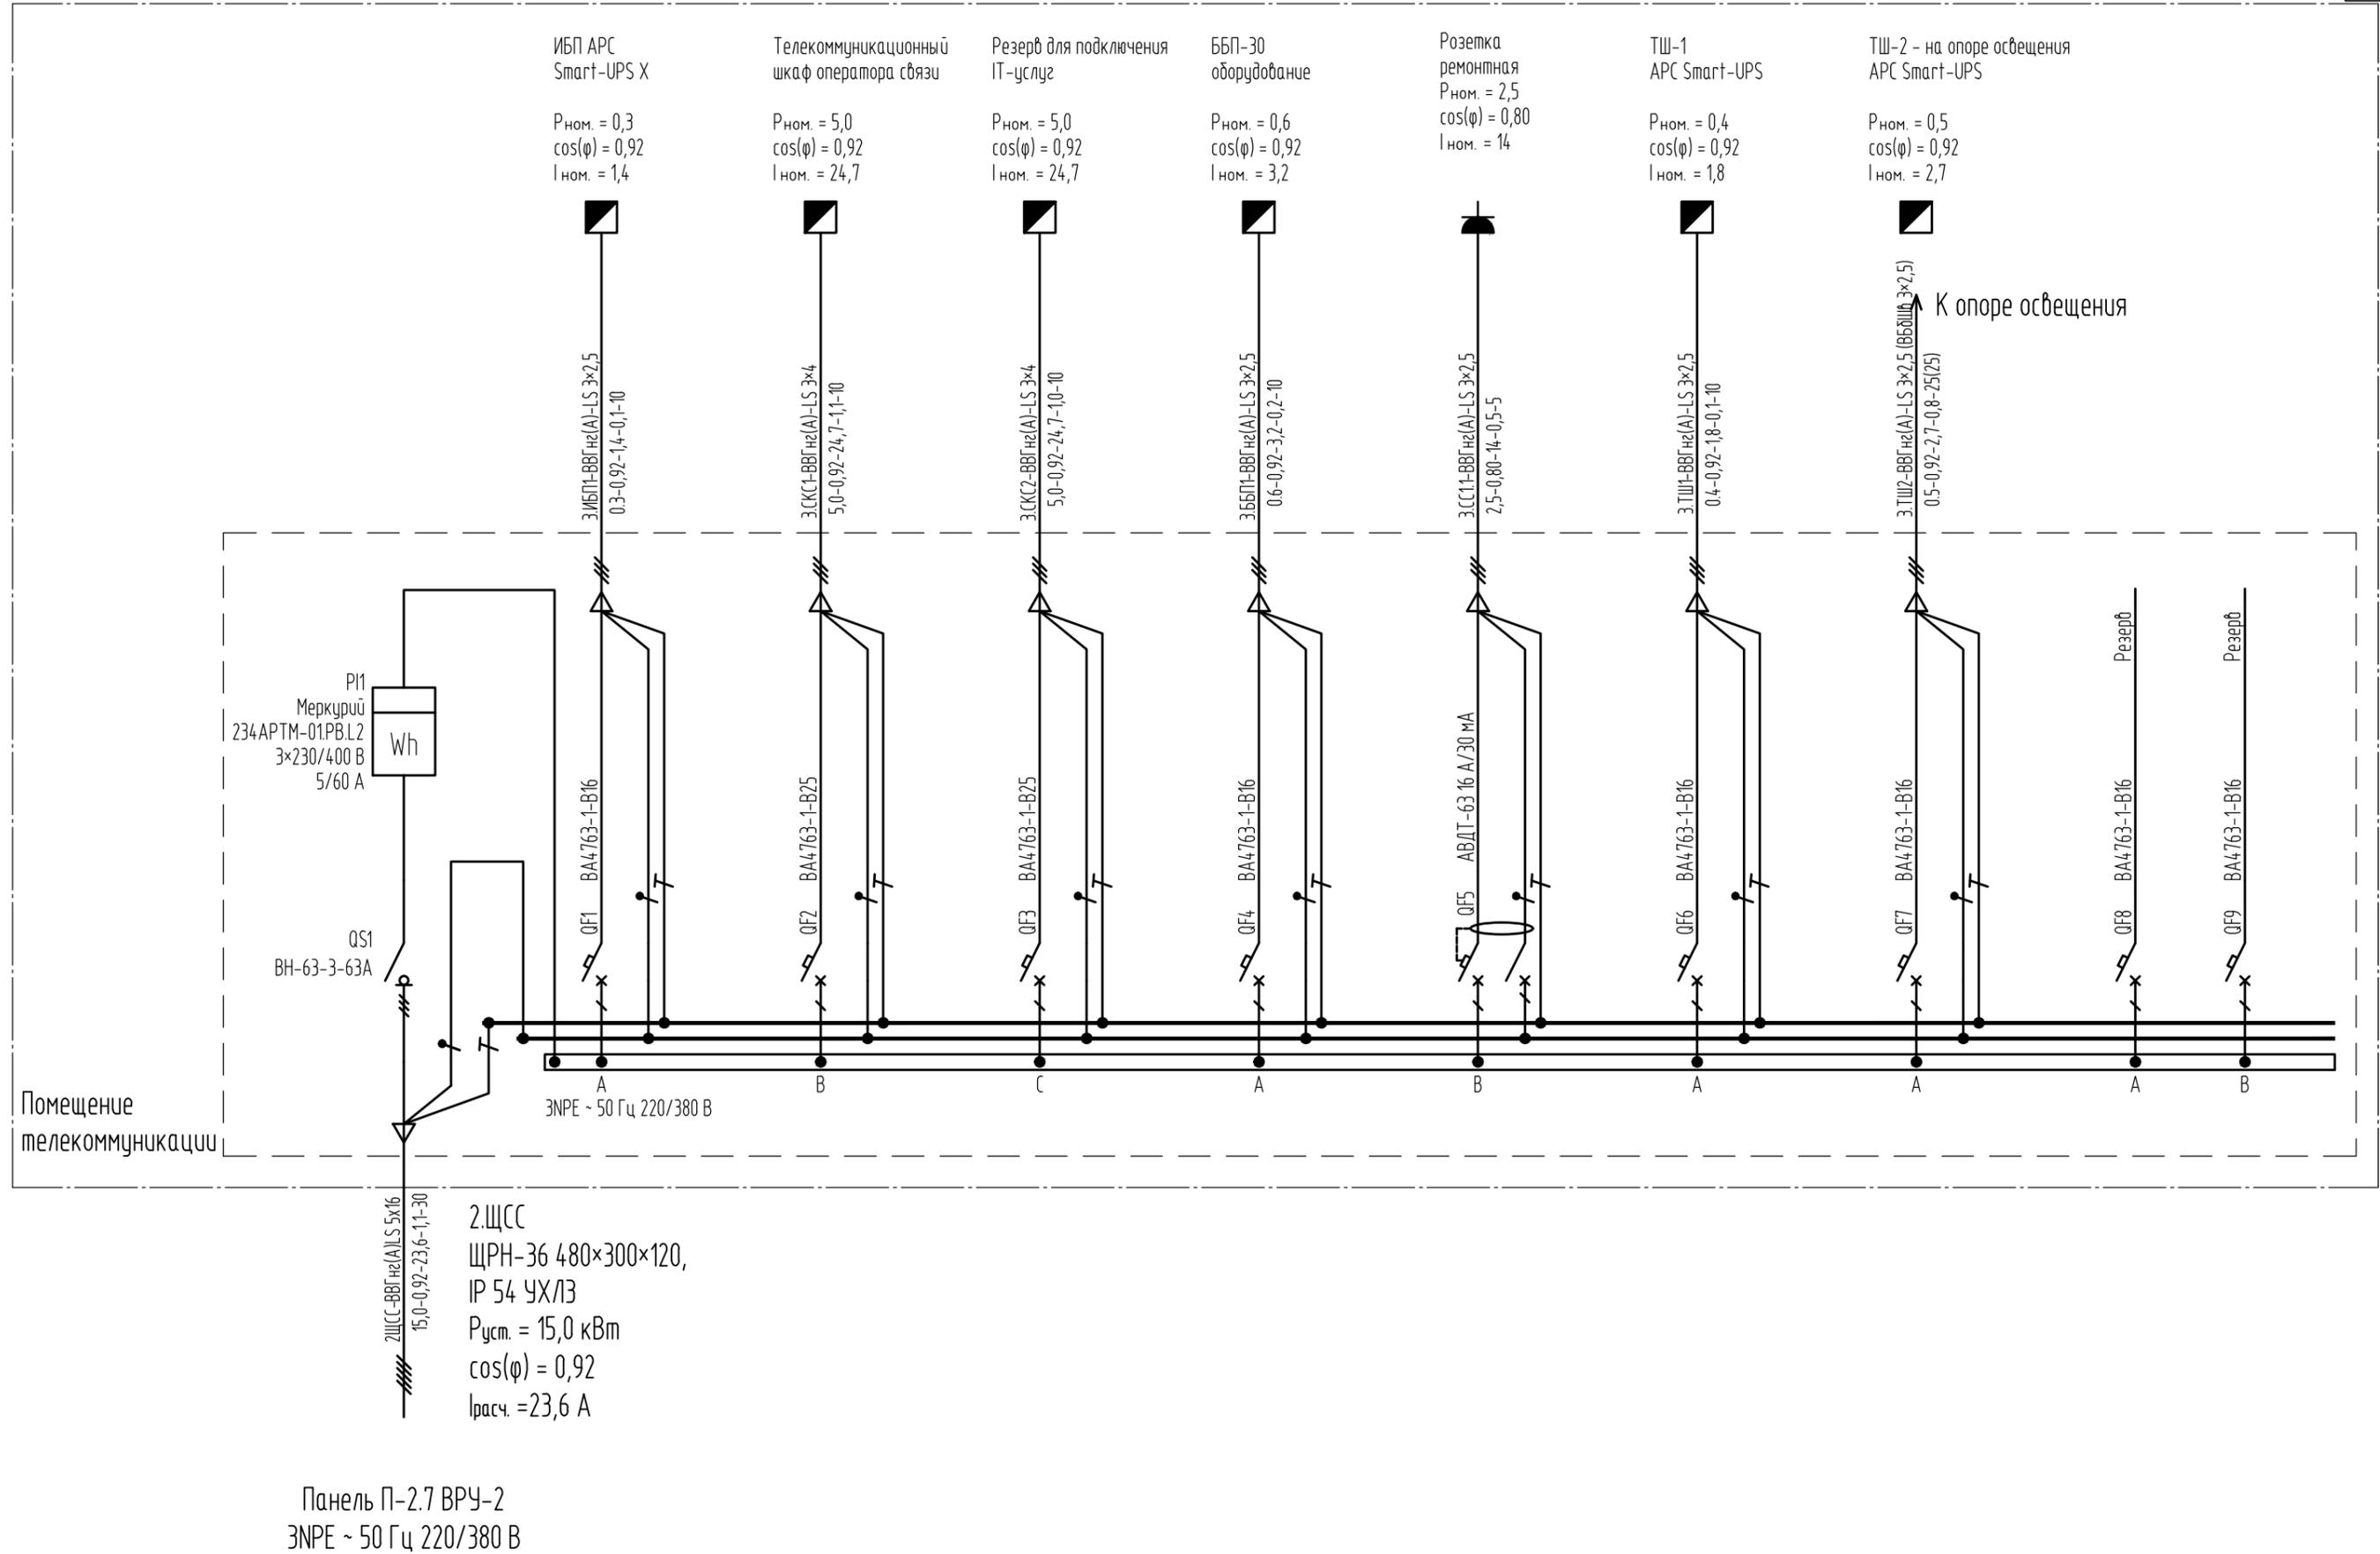 ИБП APC
Smart-UPS X
Pном. = 0,3
cos(φ) = 0,92
I ном. = 1,4
Телекоммуникационный
шкаф оператора связи
Pном. = 5,0
cos(φ) = 0,92
I ном. = 24,7
Резерв для подключения
IT-услуг
Pном. = 5,0
cos(φ) = 0,92
I ном. = 24,7
ББП-30
оборудование
Pном. = 0,6
cos(φ) = 0,92
I ном. = 3,2
Розетка
ремонтная
Pном. = 2,5
cos(φ) = 0,80
I ном. = 14
ТШ-1
APC Smart-UPS
Pном. = 0,4
cos(φ) = 0,92
I ном. = 1,8
ТШ-2 - на опоре освещения
APC Smart-UPS
Pном. = 0,5
cos(φ) = 0,92
I ном. = 2,7
К опоре освещения
3.ИБП1-ВВГнг(А)-LS 3×2,5
0.3-0,92-1,4-0,1-10
3.СКС1-ВВГнг(А)-LS 3×4
5,0-0,92-24,7-1,1-10
3.СКС2-ВВГнг(А)-LS 3×4
5,0-0,92-24,7-1,0-10
3.ББП1-ВВГнг(А)-LS 3×2,5
0.6-0,92-3,2-0,2-10
3.СС1.1-ВВГнг(А)-LS 3×2,5
2,5-0,80-14-0,5-5
3.ТШ1-ВВГнг(А)-LS 3×2,5
0.4-0,92-1,8-0,1-10
3.ТШ2-ВВГнг(А)-LS 3×2,5 (ВБбШв 3×2,5)
0.5-0,92-2,7-0,8-25(25)
Резерв
Резерв
PI1
Меркурий
234АРТМ-01.PB.L2
3×230/400 В
5/60 А
Wh
QS1
ВН-63-3-63А
QF1 ВА4763-1-В16
QF2 ВА4763-1-В25
QF3 ВА4763-1-В25
QF4 ВА4763-1-В16
QF5 АВДТ-63 16 А/30 мА
QF6 ВА4763-1-В16
QF7 ВА4763-1-В16
QF8 ВА4763-1-В16
QF9 ВА4763-1-В16
A B C A B A A A B
3NPE ~ 50 Гц 220/380 В
Помещение
телекоммуникации
2ЩСС-ВВГнг(А)LS 5х16
15,0-0,92-23,6-1,1-30
2.ЩСС
ЩРН-36 480×300×120,
IP 54 УХЛ3
Pуст. = 15,0 кВт
cos(φ) = 0,92
Iрасч. =23,6 А
Панель П-2.7 ВРУ-2
3NPE ~ 50 Гц 220/380 В